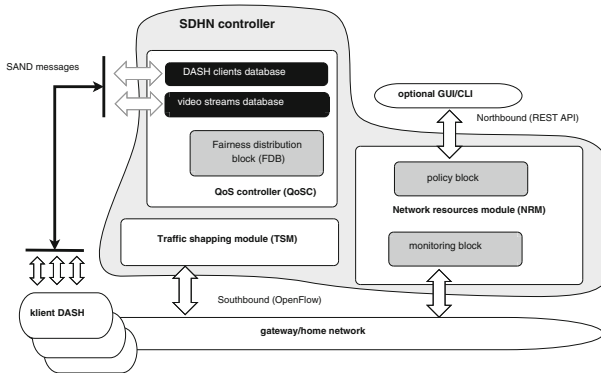 SDHN controller
SAND messages
DASH clients database
video streams database
Fairness distribution
block (FDB)
QoS controller (QoSC)
optional GUI/CLI
Northbound (REST API)
policy block
Network resources module (NRM)
monitoring block
Traffic shapping module (TSM)
Southbound (OpenFlow)
klient DASH
gateway/home network